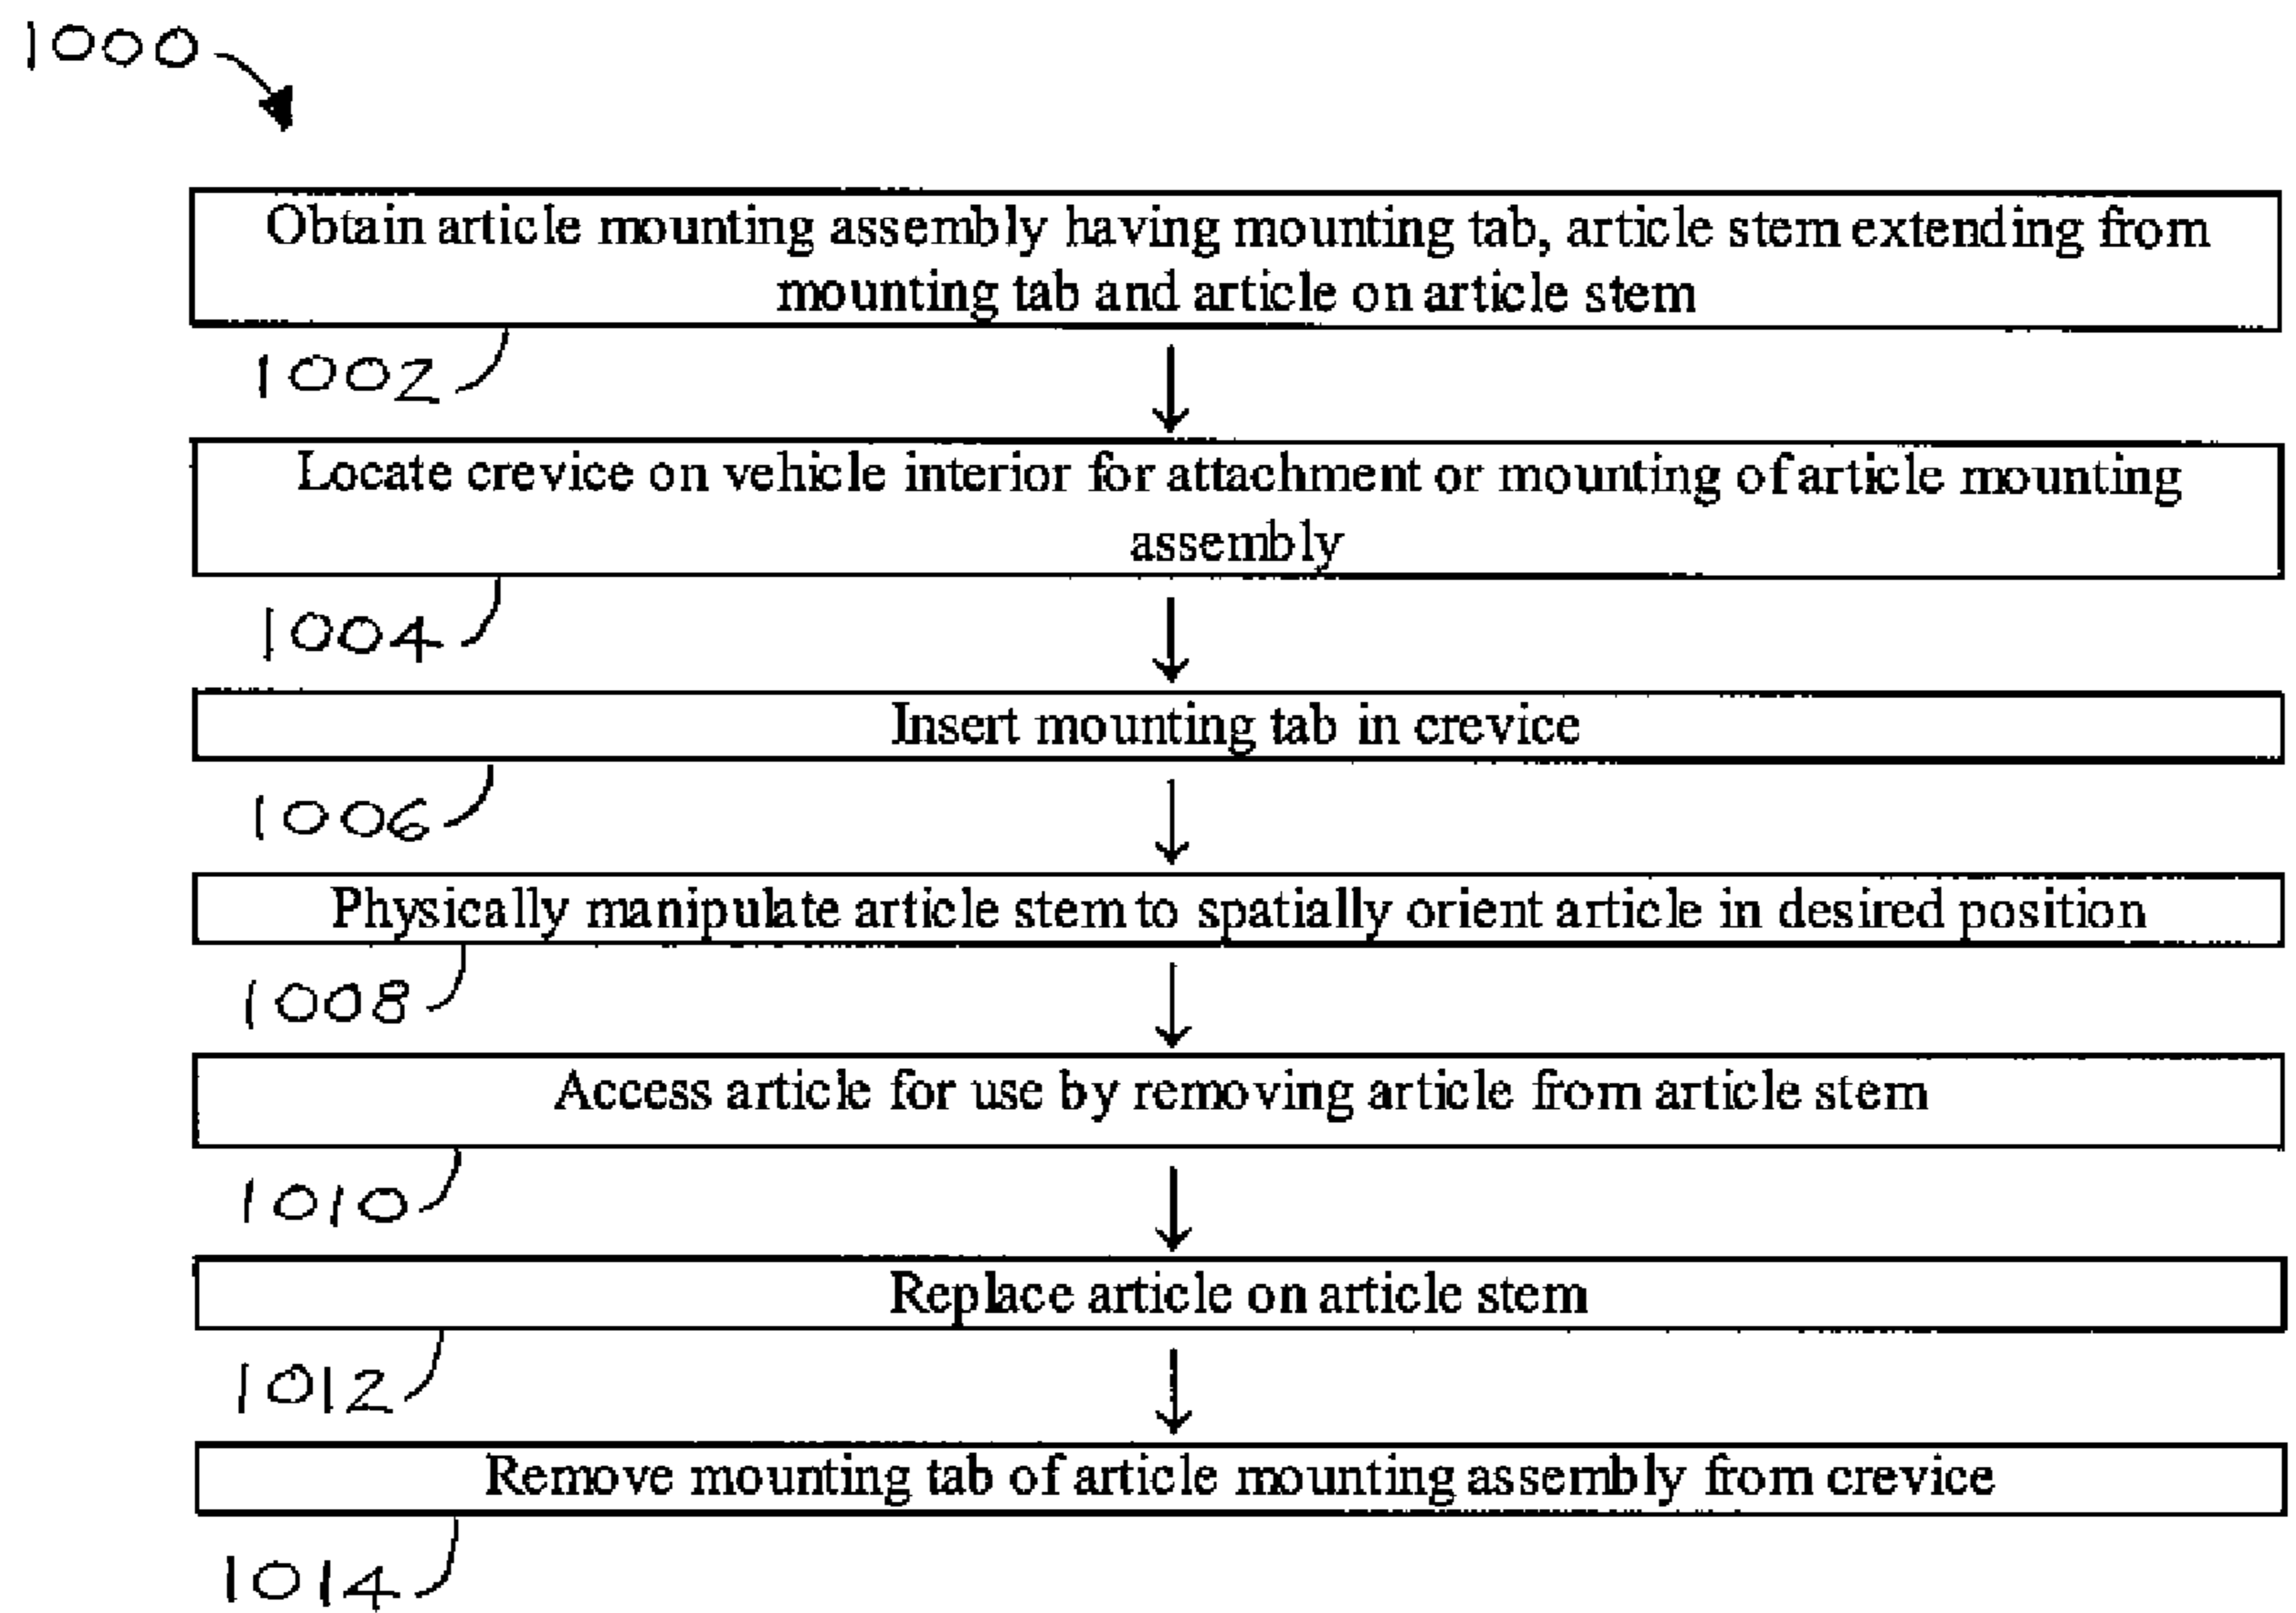 1000
Obtain article mounting assembly having mounting tab, article stem extending from
mounting tab and article on article stem
1002
Locate crevice on vehicle interior for attachment or mounting of article mounting
assembly
1004
Insert mounting tab in crevice
1006
Physically manipulate article stem to spatially orient article in desired position
1008
Access article for use by removing article from article stem
1010
Replace article on article stem
1012
Remove mounting tab of article mounting assembly from crevice
1014